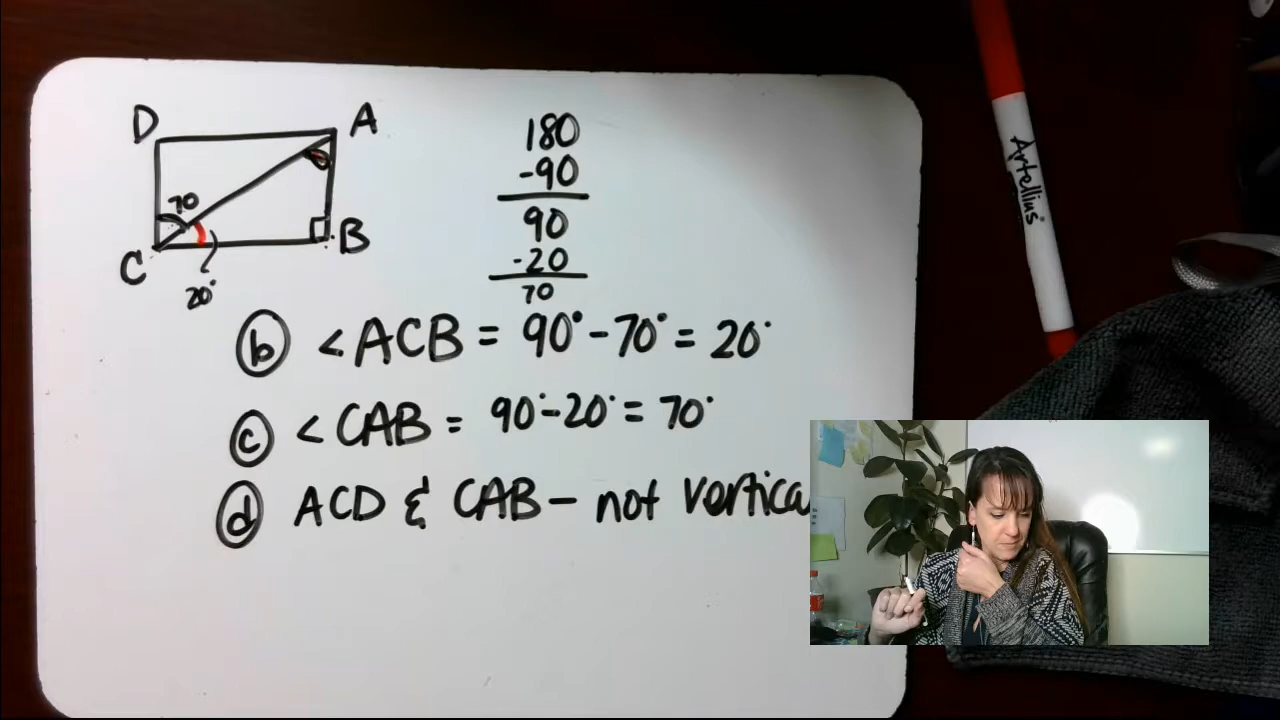 D
A
70
C
B
20°
180
-90
90
-20
70
b <ACB = 90° - 70° = 20°
c <CAB = 90° - 20° = 70°
d ACD & CAB - not vertica
Artellius®